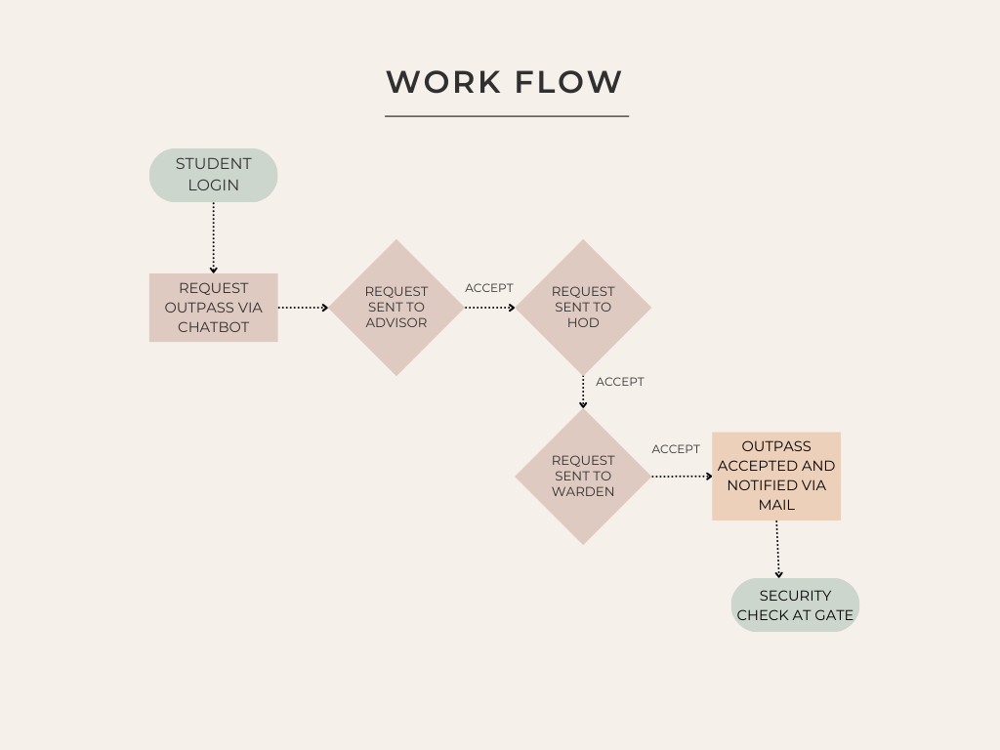 WORK FLOW
STUDENT
LOGIN
REQUEST
OUTPASS VIA
CHATBOT
REQUEST
SENT TO
ADVISOR
ACCEPT
REQUEST
SENT TO
HOD
ACCEPT
REQUEST
SENT TO
WARDEN
ACCEPT
OUTPASS
ACCEPTED AND
NOTIFIED VIA
MAIL
SECURITY
CHECK AT GATE